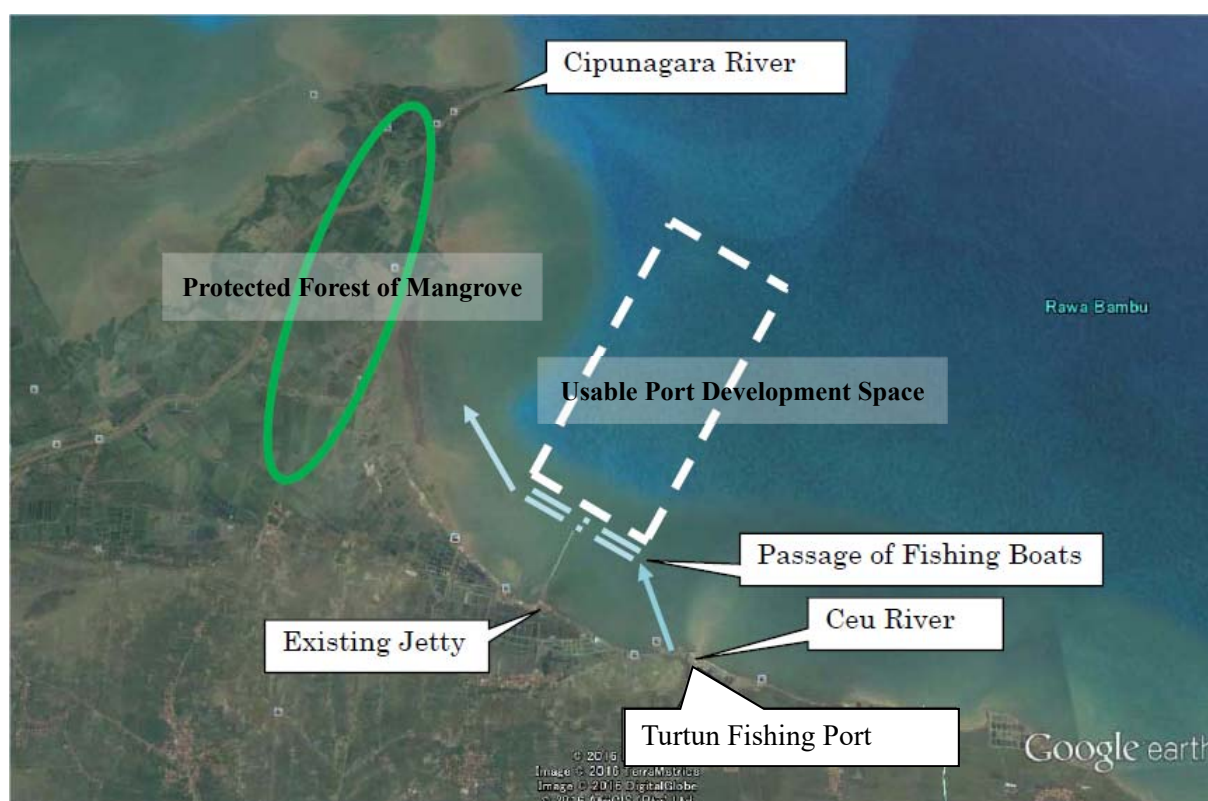 Cipunagara River
Protected Forest of Mangrove
Rawa Bambu
Usable Port Development Space
Passage of Fishing Boats
Ceu River
Existing Jetty
Turtun Fishing Port
Google earth
© 2016
Image © 2016 TerraMetrics
Image © 2016 DigitalGlobe